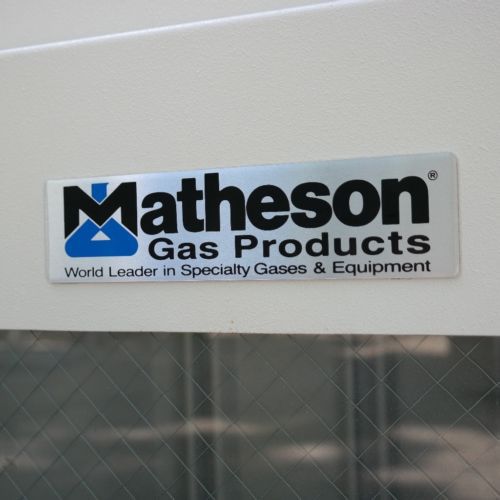 Matheson®
Gas Products
World Leader in Specialty Gases & Equipment